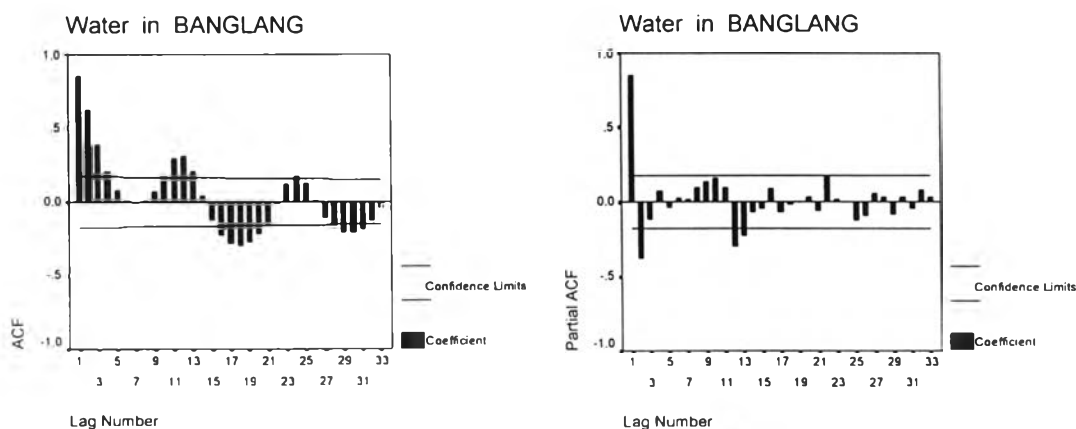 Water in BANGLANG
1.0
.5
0.0
-.5
-1.0
ACF
1 5 9 13 17 21 25 29 33
3 7 11 15 19 23 27 31
Lag Number
Confidence Limits
Coefficient
Water in BANGLANG
1.0
.5
0.0
-.5
-1.0
Partial ACF
1 5 9 13 17 21 25 29 33
3 7 11 15 19 23 27 31
Lag Number
Confidence Limits
Coefficient